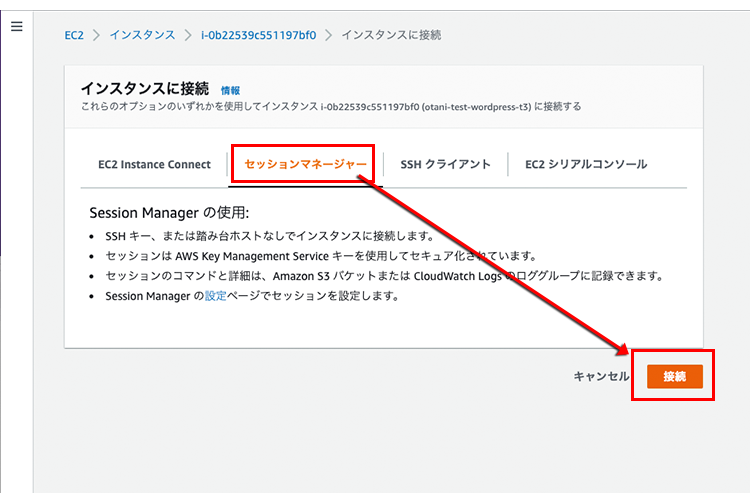 EC2 > インスタンス > i-0b22539c551197bf0 > インスタンスに接続
インスタンスに接続 情報
これらのオプションのいずれかを使用してインスタンス i-0b22539c551197bf0 (otani-test-wordpress-t3) に接続する
EC2 Instance Connect セッションマネージャー SSH クライアント EC2 シリアルコンソール
Session Manager の使用:
• SSH キー、または踏み台ホストなしでインスタンスに接続します。
• セッションは AWS Key Management Service キーを使用してセキュア化されています。
• セッションのコマンドと詳細は、Amazon S3 バケットまたは CloudWatch Logs のロググループに記録できます。
• Session Manager の設定ページでセッションを設定します。
キャンセル 接続